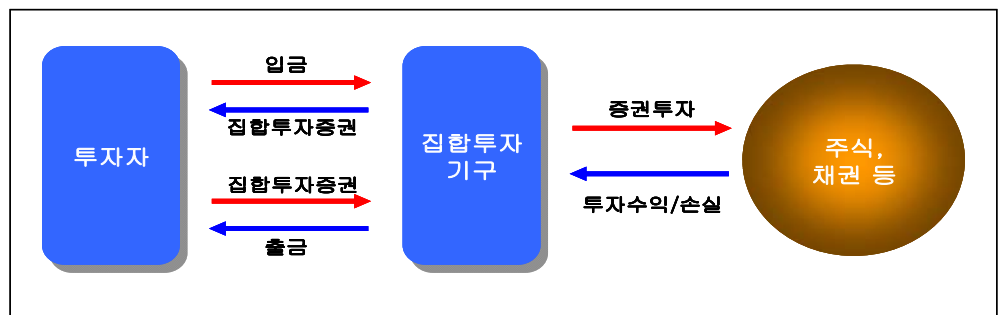 투자자
입금
집합투자증권
집합투자증권
출금
집합투자
기구
증권투자
투자수익/손실
주식,
채권 등